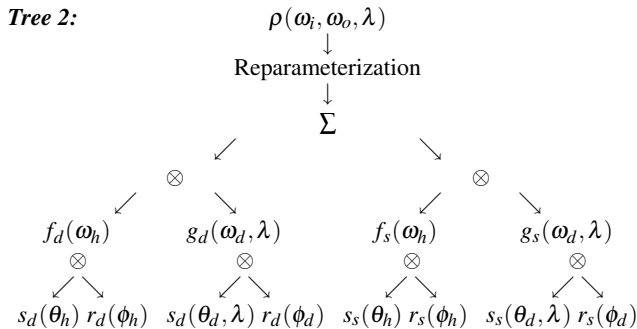 Tree 2: ρ(ω_i, ω_o, λ)
↓
Reparameterization
↓
Σ
↙ ↘
⊗ ⊗
↙ ↘ ↙ ↘
f_d(ω_h) g_d(ω_d, λ) f_s(ω_h) g_s(ω_d, λ)
⊗ ⊗ ⊗ ⊗
↙ ↘ ↙ ↘ ↙ ↘ ↙ ↘
s_d(θ_h) r_d(ϕ_h) s_d(θ_d, λ) r_d(ϕ_d) s_s(θ_h) r_s(ϕ_h) s_s(θ_d, λ) r_s(ϕ_d)